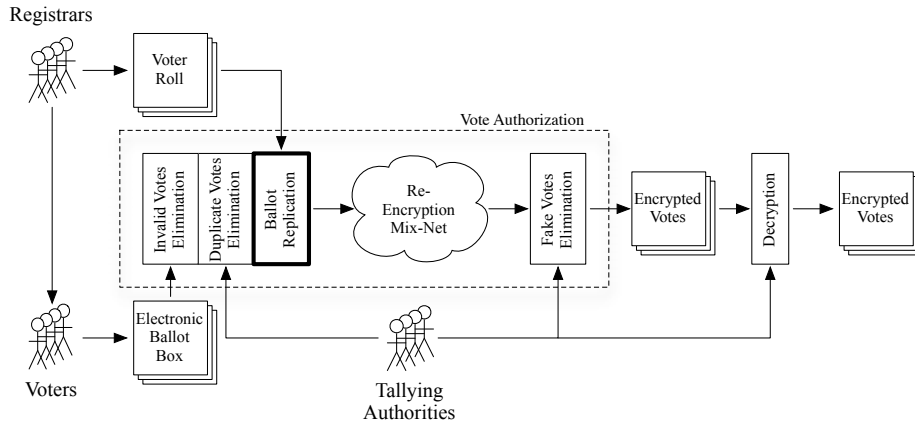 Registrars
Voter
Roll
Vote Authorization
Invalid Votes
Elimination
Duplicate Votes
Elimination
Ballot
Replication
Re-
Encryption
Mix-Net
Fake Votes
Elimination
Encrypted
Votes
Decryption
Encrypted
Votes
Electronic
Ballot
Box
Voters
Tallying
Authorities